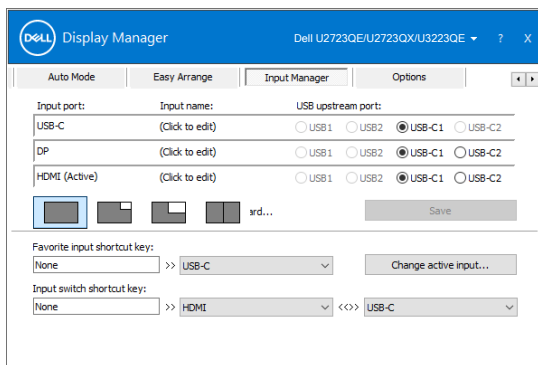 DELL Display Manager Dell U2723QE/U2723QX/U3223QE ? X
Auto Mode Easy Arrange Input Manager Options
Input port: Input name: USB upstream port:
USB-C (Click to edit) USB1 USB2 USB-C1 USB-C2
DP (Click to edit) USB1 USB2 USB-C1 USB-C2
HDMI (Active) (Click to edit) USB1 USB2 USB-C1 USB-C2
ard... Save
Favorite input shortcut key:
None >> USB-C Change active input...
Input switch shortcut key:
None >> HDMI <<>> USB-C